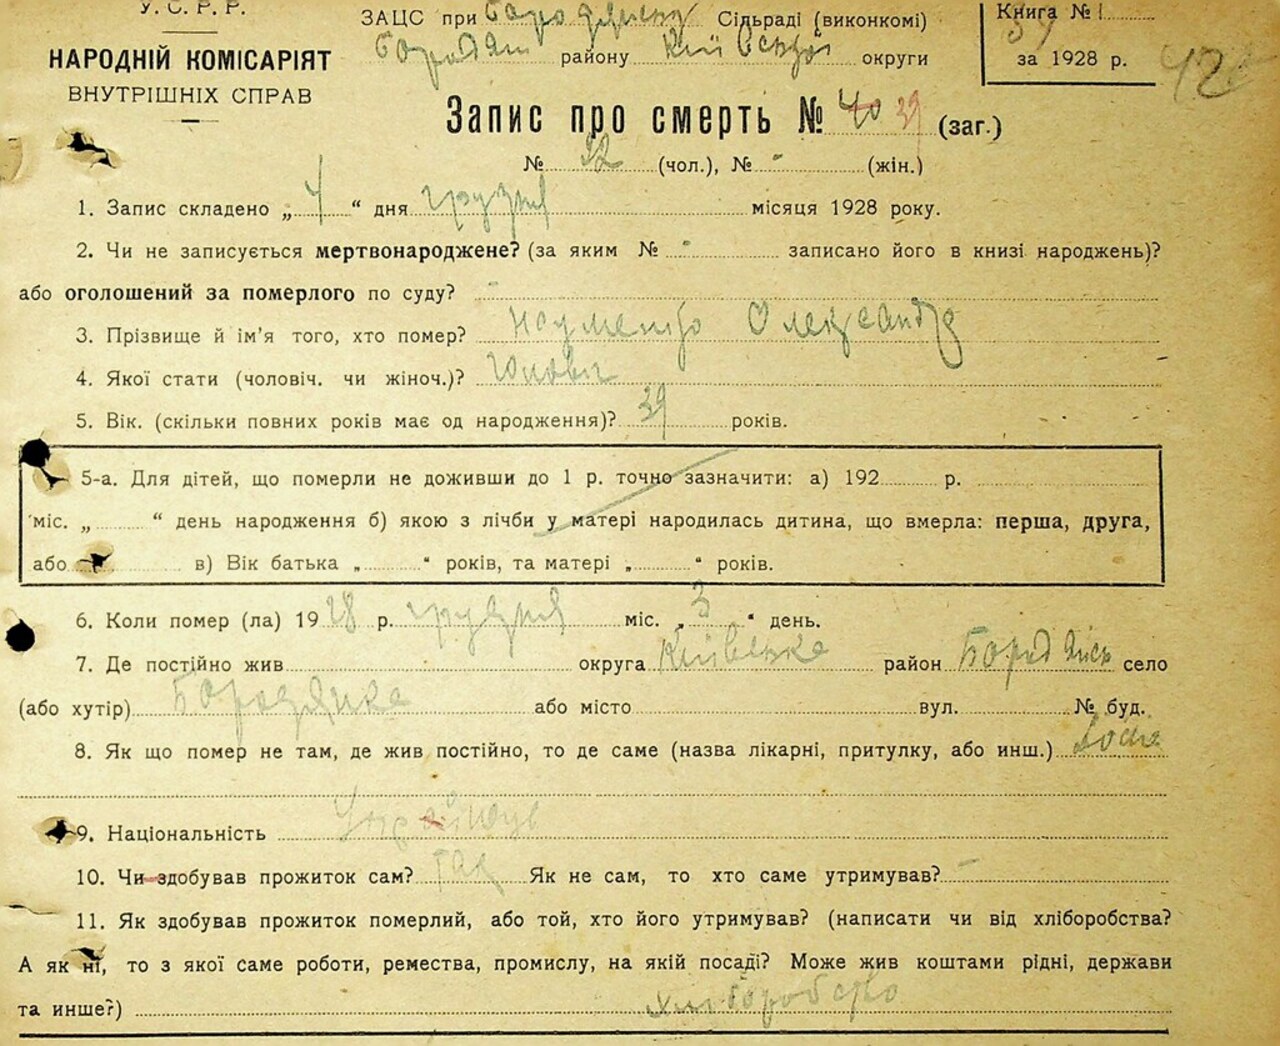 У. С. Р. Р.
НАРОДНІЙ КОМІСАРІЯТ
ВНУТРІШНІХ СПРАВ
ЗАЦС при Сільраді (виконкомі)
району округи
Книга № 1
за 1928 р.
Запис про смерть № 40 39 (заг.)
№ 22 (чол.), № - (жін.)
1. Запис складено „ 4 “ дня грудня місяця 1928 року.
2. Чи не записується мертвонароджене? (за яким № - записано його в книзі народжень)?
або оголошений за померлого по суду? -
3. Прізвище й ім'я того, хто помер? Науменко Олександр
4. Якої стати (чоловіч. чи жіноч.)? чолов
5. Вік. (скільки повних років має од народження)? 39 років.
5-а. Для дітей, що померли не доживши до 1 р. точно зазначити: а) 192 р.
міс. „ “ день народження б) якою з лічби у матері народилась дитина, що вмерла: перша, друга,
або в) Вік батька „ “ років, та матері „ “ років.
6. Коли помер (ла) 1928 р. грудня міс. „ 3 “ день.
7. Де постійно жив округа Київська район Бородянсь село
(або хутір) Бородянка або місто вул. № буд.
8. Як що помер не там, де жив постійно, то де саме (назва лікарні, притулку, або инш.) дома
9. Національність
10. Чи здобував прожиток сам? так Як не сам, то хто саме утримував? -
11. Як здобував прожиток померлий, або той, хто його утримував? (написати чи від хліборобства?
А як ні, то з якої саме роботи, ремества, промислу, на якій посаді? Може жив коштами рідні, держави
та инше?) хліборобство